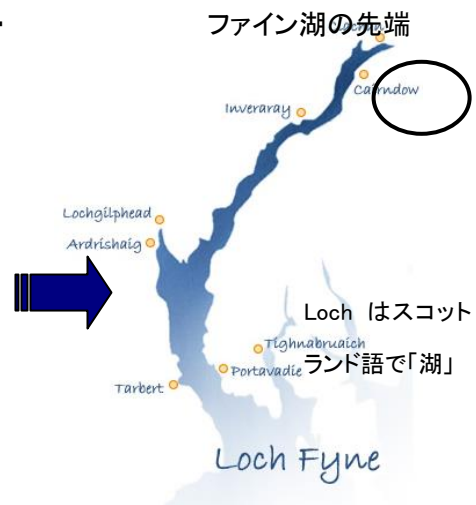 ファイン湖の先端
Cairndow
Inveraray
Lochgilphead
Ardrishaig
Loch はスコット
ランド語で「湖」
Tighnabruaich
Portavadie
Tarbert
Loch Fyne